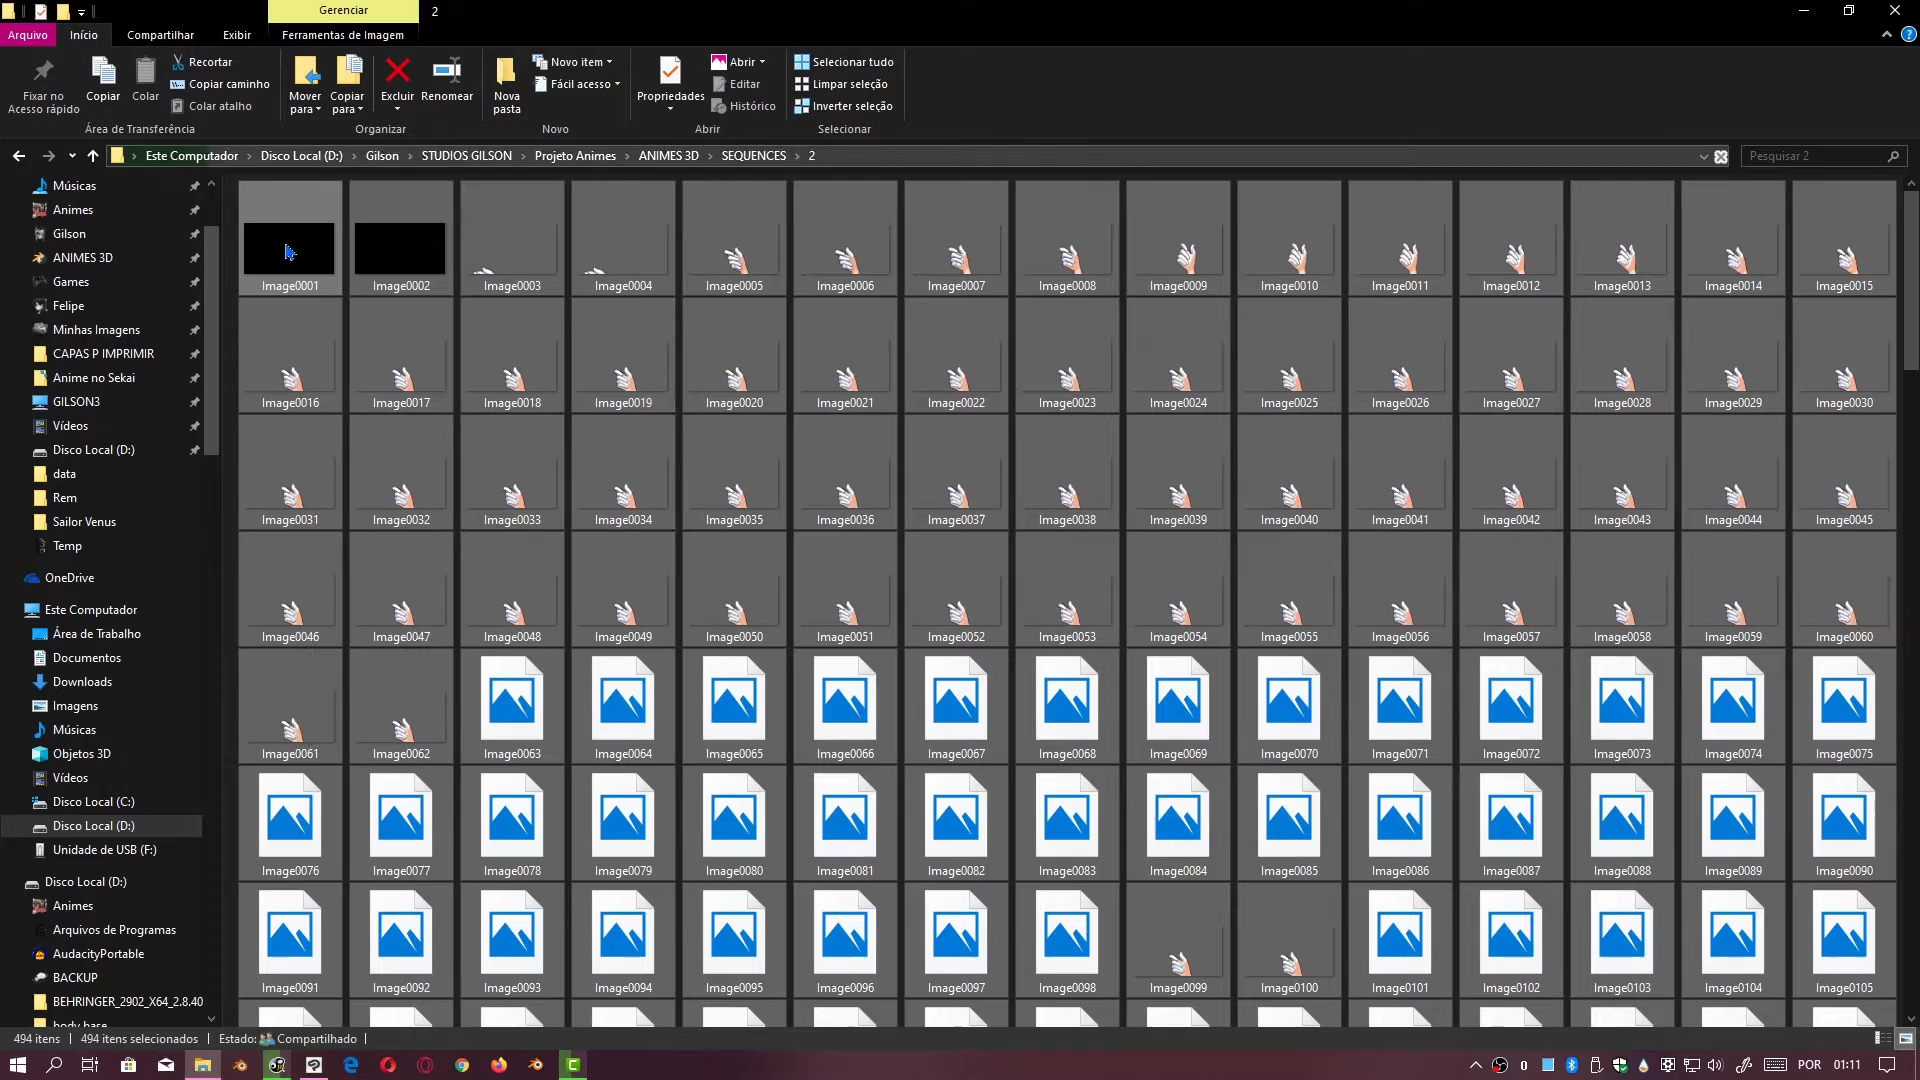 Gerenciar 2
Arquivo Início Compartilhar Exibir Ferramentas de Imagem
Fixar no Acesso rápido
Copiar
Colar
Recortar
Copiar caminho
Colar atalho
Mover para
Copiar para
Excluir
Renomear
Nova pasta
Novo item
Fácil acesso
Propriedades
Abrir
Editar
Histórico
Selecionar tudo
Limpar seleção
Inverter seleção
Área de Transferência Organizar Novo Abrir Selecionar
Este Computador Disco Local (D:) Gilson STUDIOS GILSON Projeto Animes ANIMES 3D SEQUENCES 2 Pesquisar 2
Músicas
Animes
Gilson
ANIMES 3D
Games
Felipe
Minhas Imagens
CAPAS P IMPRIMIR
Anime no Sekai
GILSON3
Vídeos
Disco Local (D:)
data
Rem
Sailor Venus
Temp
OneDrive
Este Computador
Área de Trabalho
Documentos
Downloads
Imagens
Músicas
Objetos 3D
Vídeos
Disco Local (C:)
Disco Local (D:)
Unidade de USB (F:)
Disco Local (D:)
Animes
Arquivos de Programas
AudacityPortable
BACKUP
BEHRINGER_2902_X64_2.8.40
body base
Image0001 Image0002 Image0003 Image0004 Image0005 Image0006 Image0007 Image0008 Image0009 Image0010 Image0011 Image0012 Image0013 Image0014 Image0015
Image0016 Image0017 Image0018 Image0019 Image0020 Image0021 Image0022 Image0023 Image0024 Image0025 Image0026 Image0027 Image0028 Image0029 Image0030
Image0031 Image0032 Image0033 Image0034 Image0035 Image0036 Image0037 Image0038 Image0039 Image0040 Image0041 Image0042 Image0043 Image0044 Image0045
Image0046 Image0047 Image0048 Image0049 Image0050 Image0051 Image0052 Image0053 Image0054 Image0055 Image0056 Image0057 Image0058 Image0059 Image0060
Image0061 Image0062 Image0063 Image0064 Image0065 Image0066 Image0067 Image0068 Image0069 Image0070 Image0071 Image0072 Image0073 Image0074 Image0075
Image0076 Image0077 Image0078 Image0079 Image0080 Image0081 Image0082 Image0083 Image0084 Image0085 Image0086 Image0087 Image0088 Image0089 Image0090
Image0091 Image0092 Image0093 Image0094 Image0095 Image0096 Image0097 Image0098 Image0099 Image0100 Image0101 Image0102 Image0103 Image0104 Image0105
494 itens 494 itens selecionados Estado: Compartilhado
0 POR 01:11